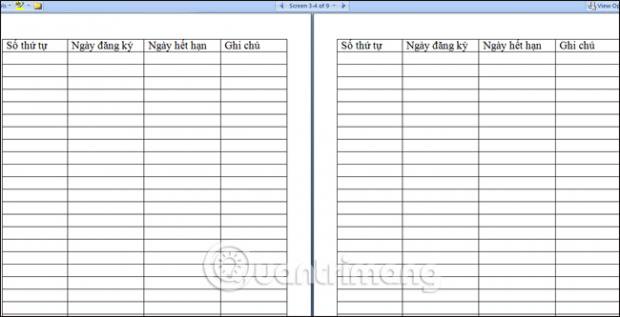 Screen 3-4 of 9
View Op
Số thứ tự Ngày đăng ký Ngày hết hạn Ghi chú
Số thứ tự Ngày đăng ký Ngày hết hạn Ghi chú
Quantrimang